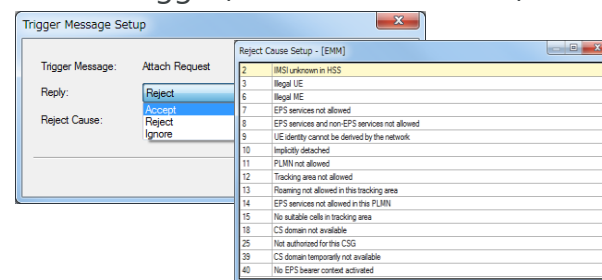 Trigger Message Setup
Trigger Message: Attach Request
Reply: Reject
Accept
Reject
Ignore
Reject Cause:
Reject Cause Setup - [EMM]
2 IMSI unknown in HSS
3 Illegal UE
6 Illegal ME
7 EPS services not allowed
8 EPS services and non-EPS services not allowed
9 UE identity cannot be derived by the network
10 Implicitly detached
11 PLMN not allowed
12 Tracking area not allowed
13 Roaming not allowed in this tracking area
14 EPS services not allowed in this PLMN
15 No suitable cells in tracking area
18 CS domain not available
25 Not authorized for this CSG
39 CS domain temporarily not available
40 No EPS bearer context activated